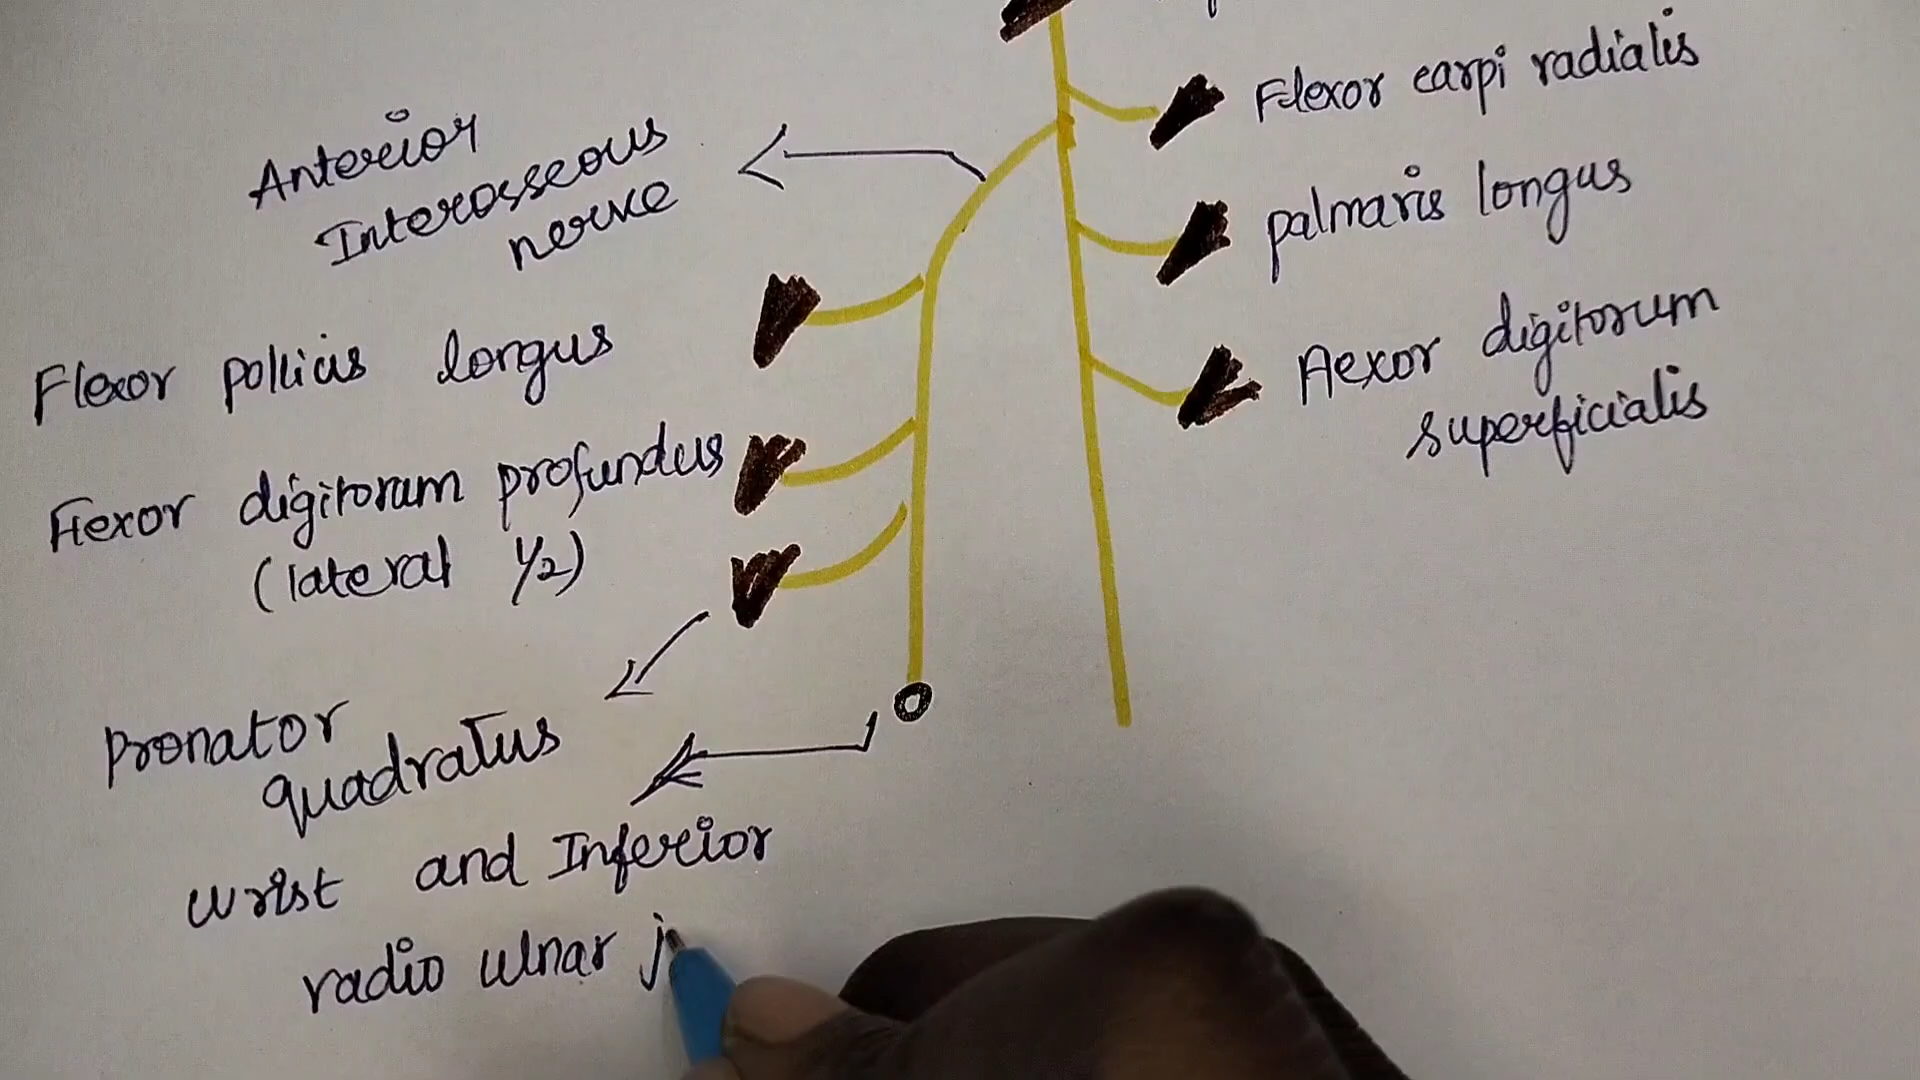 Flexor carpi radialis
Anterior
Interosseous
nerve
palmaris longus
Flexor pollicis longus
Flexor digitorum
superficialis
Flexor digitorum profundus
(lateral 1/2)
Pronator
quadratus
wrist and Inferior
radio ulnar j